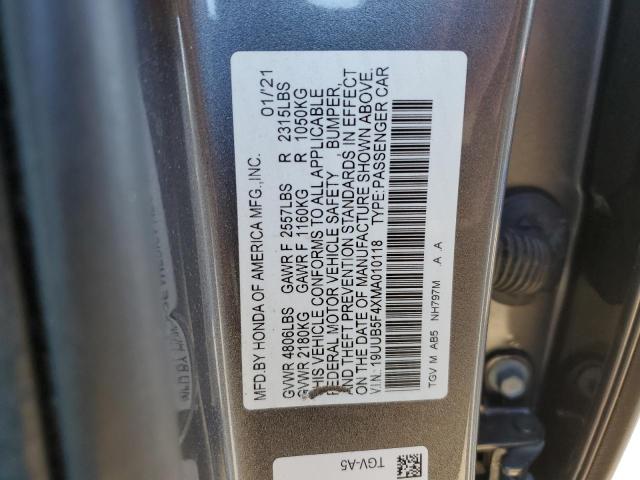 MFD.BY HONDA OF AMERICA MFG.,INC. 01/'21
GVWR 4806LBS GAWR F 2557LBS R 2315LBS
GVWR 2180KG GAWR F 1160KG R 1050KG
THIS VEHICLE CONFORMS TO ALL APPLICABLE
FEDERAL MOTOR VEHICLE SAFETY, BUMPER,
AND THEFT PREVENTION STANDARDS IN EFFECT
ON THE DATE OF MANUFACTURE SHOWN ABOVE.
V.I.N.: 19UUB5F4XMA010118 TYPE:PASSENGER CAR
TGV M AB5 NH797M A A
TGV-A5